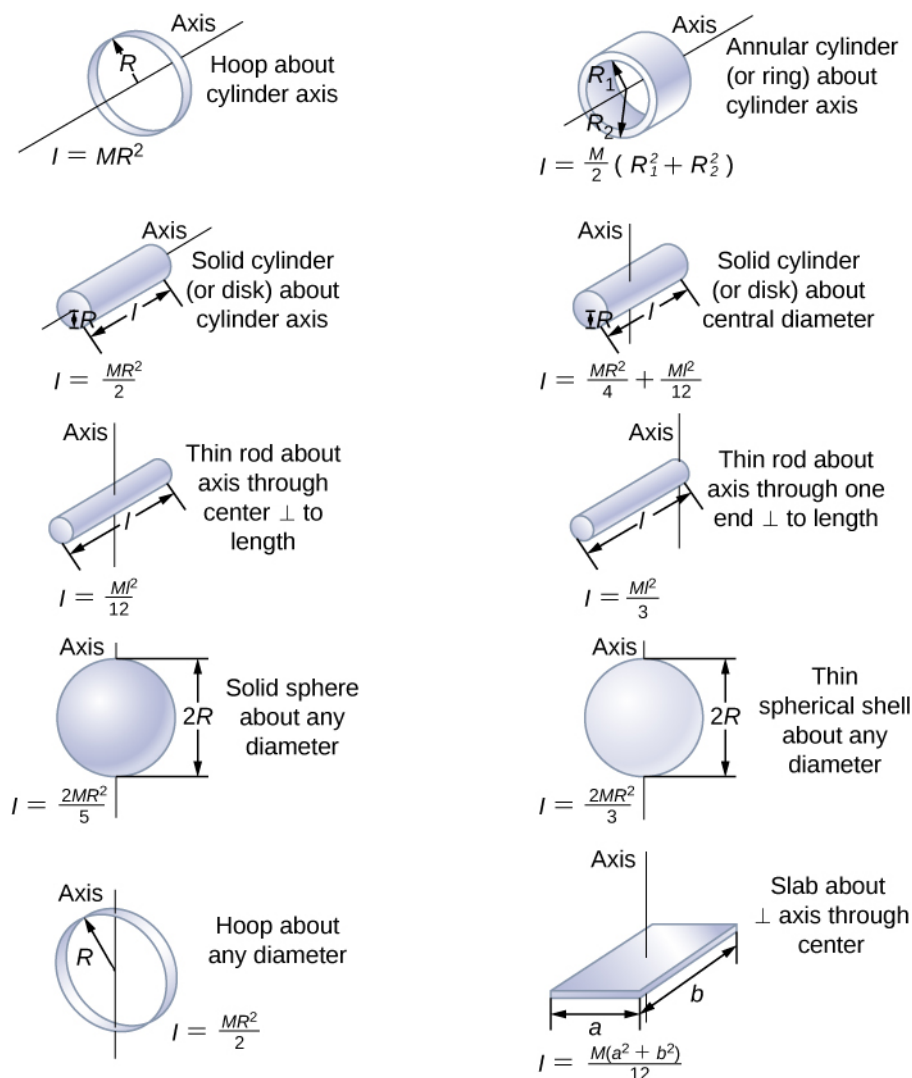 Axis
R
Hoop about
cylinder axis
I = MR²
Axis
R₁
R₂
Annular cylinder
(or ring) about
cylinder axis
I = M/2 (R₁² + R₂²)
Axis
R
l
Solid cylinder
(or disk) about
cylinder axis
I = MR²/2
Axis
R
l
Solid cylinder
(or disk) about
central diameter
I = MR²/4 + Ml²/12
Axis
l
Thin rod about
axis through
center ⊥ to
length
I = Ml²/12
Axis
l
Thin rod about
axis through one
end ⊥ to length
I = Ml²/3
Axis
2R
Solid sphere
about any
diameter
I = 2MR²/5
Axis
2R
Thin
spherical shell
about any
diameter
I = 2MR²/3
Axis
R
Hoop about
any diameter
I = MR²/2
Axis
Slab about
⊥ axis through
center
b
a
I = M(a² + b²)/12